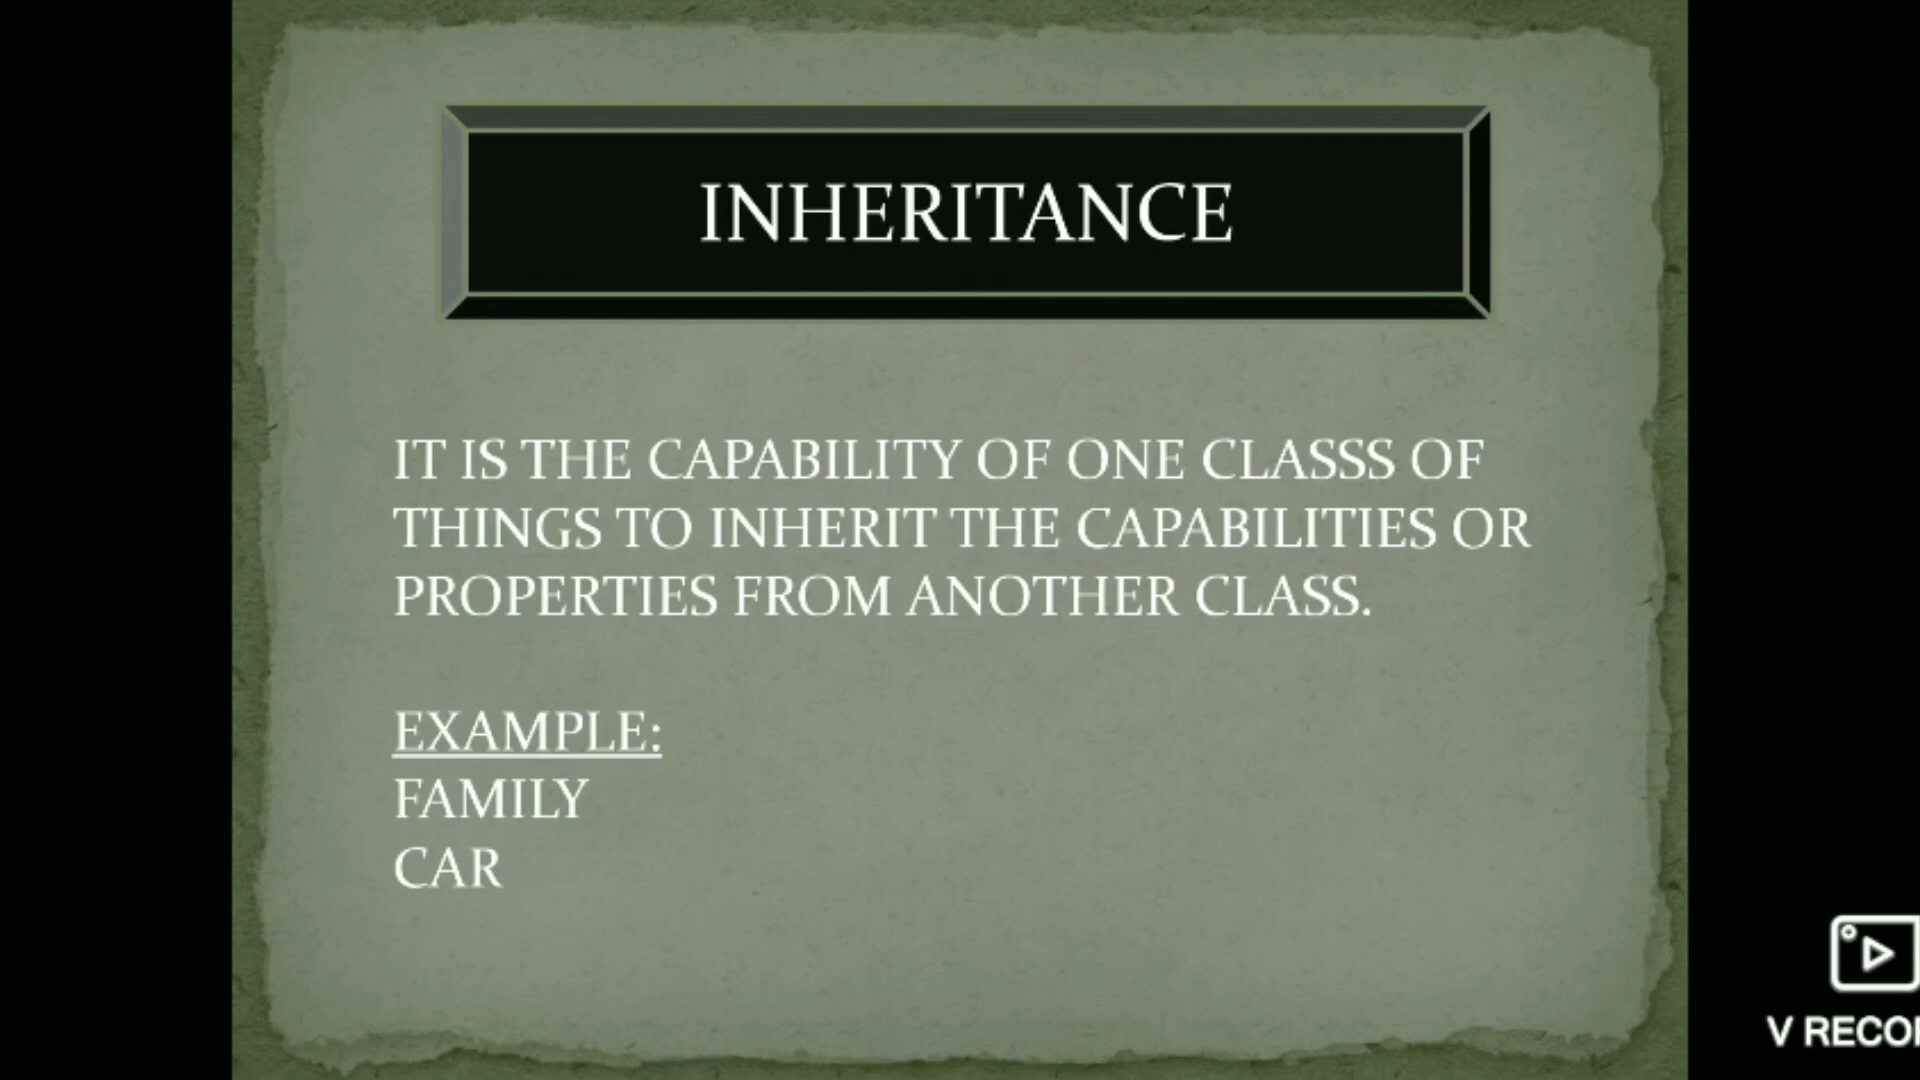 INHERITANCE
IT IS THE CAPABILITY OF ONE CLASSS OF
THINGS TO INHERIT THE CAPABILITIES OR
PROPERTIES FROM ANOTHER CLASS.
EXAMPLE:
FAMILY
CAR
V RECOR